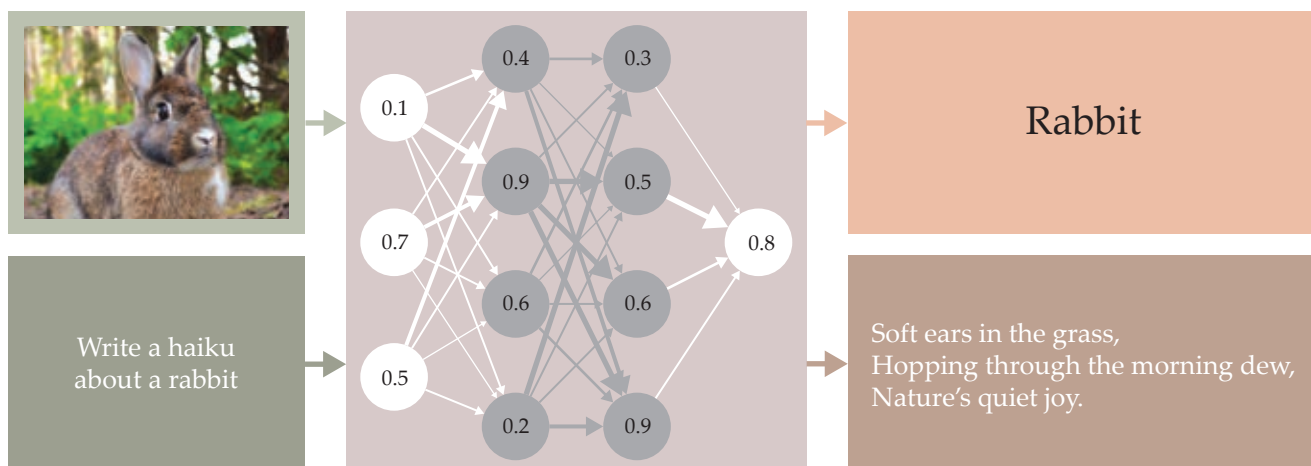 0.4
0.3
0.1
Rabbit
0.9
0.5
0.7
0.8
0.6
0.6
Write a haiku
about a rabbit
0.5
Soft ears in the grass,
Hopping through the morning dew,
Nature's quiet joy.
0.2
0.9